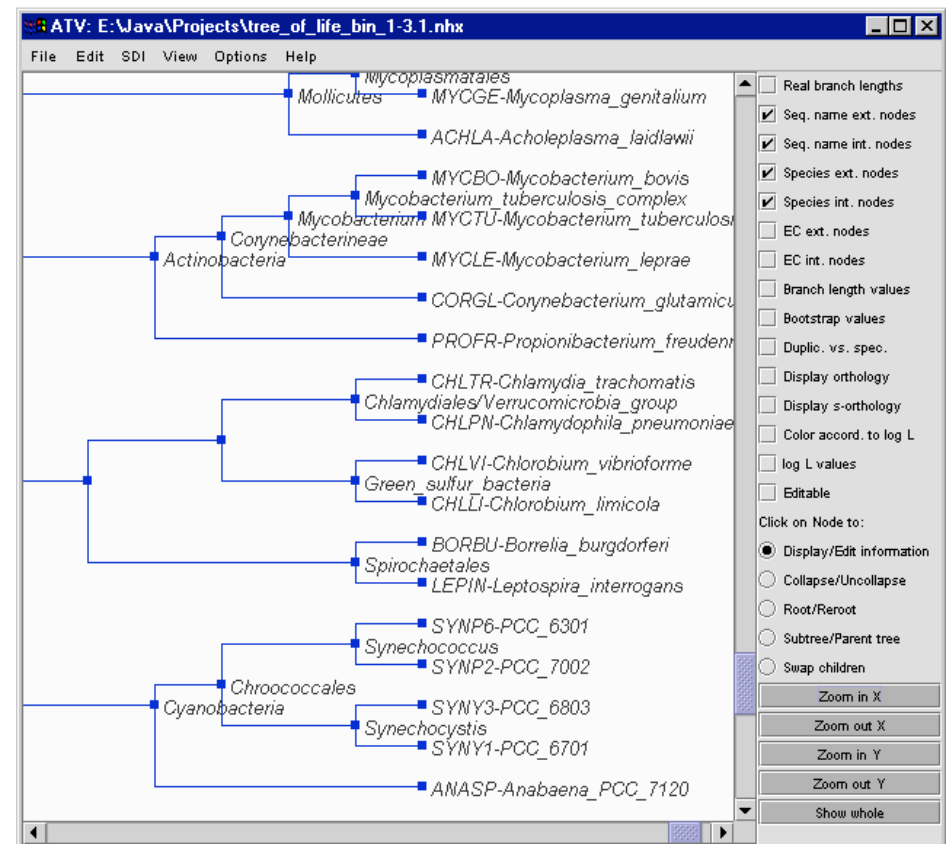 ATV: E:\Java\Projects\tree_of_life_bin_1-3.1.nhx
File Edit SDI View Options Help
Mycoplasmatales
Mollicutes
MYCGE-Mycoplasma_genitalium
ACHLA-Acholeplasma_laidlawii
MYCBO-Mycobacterium_bovis
Mycobacterium_tuberculosis_complex
Mycobacterium
MYCTU-Mycobacterium_tuberculosi
Corynebacterineae
Actinobacteria
MYCLE-Mycobacterium_leprae
CORGL-Corynebacterium_glutamicu
PROFR-Propionibacterium_freudenr
CHLTR-Chlamydia_trachomatis
Chlamydiales/Verrucomicrobia_group
CHLPN-Chlamydophila_pneumoniae
CHLVI-Chlorobium_vibrioforme
Green_sulfur_bacteria
CHLLI-Chlorobium_limicola
BORBU-Borrelia_burgdorferi
Spirochaetales
LEPIN-Leptospira_interrogans
SYNP6-PCC_6301
Synechococcus
SYNP2-PCC_7002
Chroococcales
Cyanobacteria
SYNY3-PCC_6803
Synechocystis
SYNY1-PCC_6701
ANASP-Anabaena_PCC_7120
Real branch lengths
Seq. name ext. nodes
Seq. name int. nodes
Species ext. nodes
Species int. nodes
EC ext. nodes
EC int. nodes
Branch length values
Bootstrap values
Duplic. vs. spec.
Display orthology
Display s-orthology
Color accord. to log L
log L values
Editable
Click on Node to:
Display/Edit information
Collapse/Uncollapse
Root/Reroot
Subtree/Parent tree
Swap children
Zoom in X
Zoom out X
Zoom in Y
Zoom out Y
Show whole